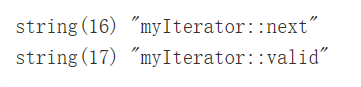 string(16) "myIterator::next"
string(17) "myIterator::valid"